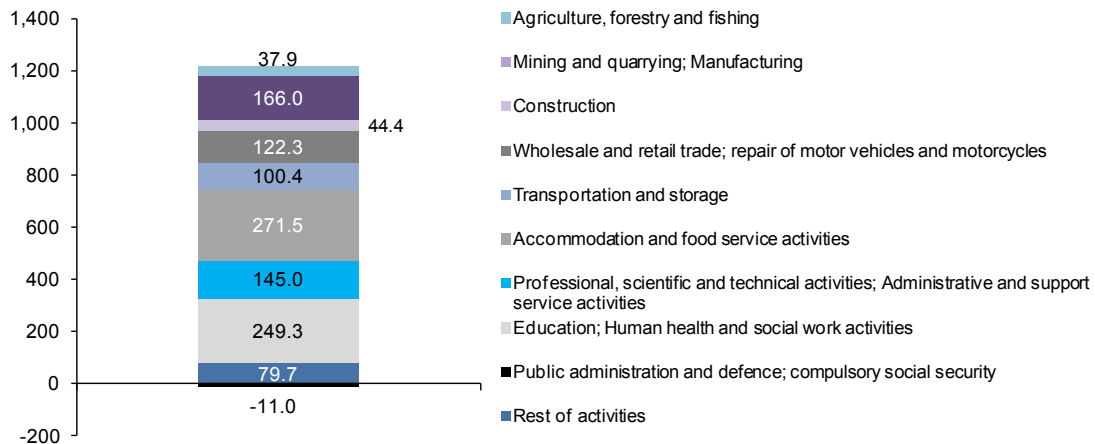 1,400
1,200
1,000
800
600
400
200
0
-200
37.9
166.0
44.4
122.3
100.4
271.5
145.0
249.3
79.7
-11.0
Agriculture, forestry and fishing
Mining and quarrying; Manufacturing
Construction
Wholesale and retail trade; repair of motor vehicles and motorcycles
Transportation and storage
Accommodation and food service activities
Professional, scientific and technical activities; Administrative and support
service activities
Education; Human health and social work activities
Public administration and defence; compulsory social security
Rest of activities